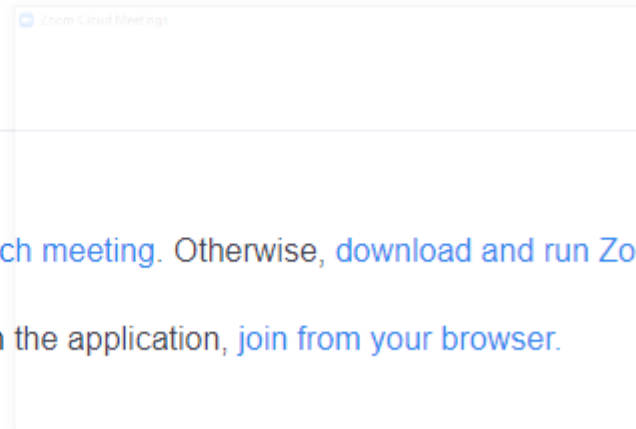 Zoom Cloud Meetings
ch meeting. Otherwise, download and run Zo
the application, join from your browser.